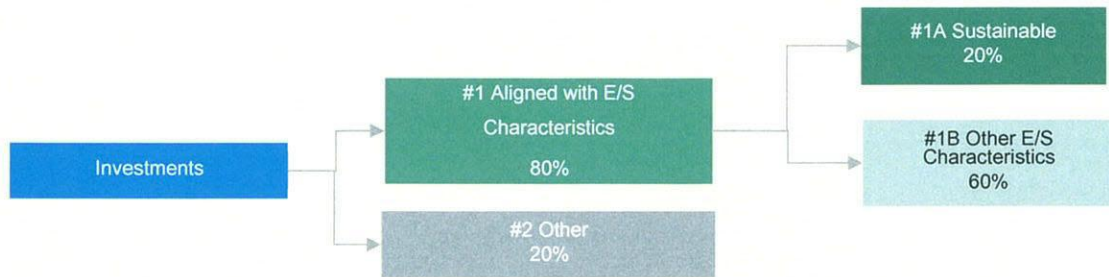 Investments
#1 Aligned with E/S
Characteristics
80%
#2 Other
20%
#1A Sustainable
20%
#1B Other E/S
Characteristics
60%